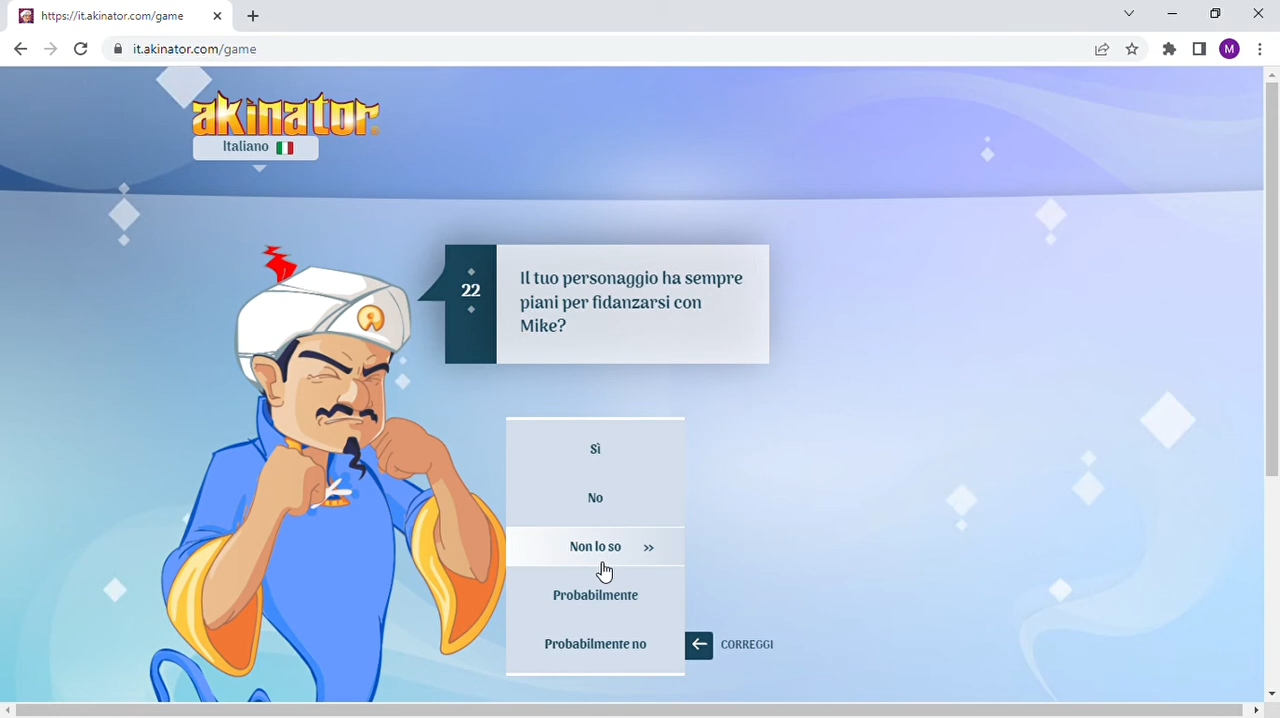 https://it.akinator.com/game
it.akinator.com/game
M
akinator
Italiano
22
Il tuo personaggio ha sempre
piani per fidanzarsi con
Mike?
Sì
No
Non lo so »
Probabilmente
Probabilmente no
CORREGGI